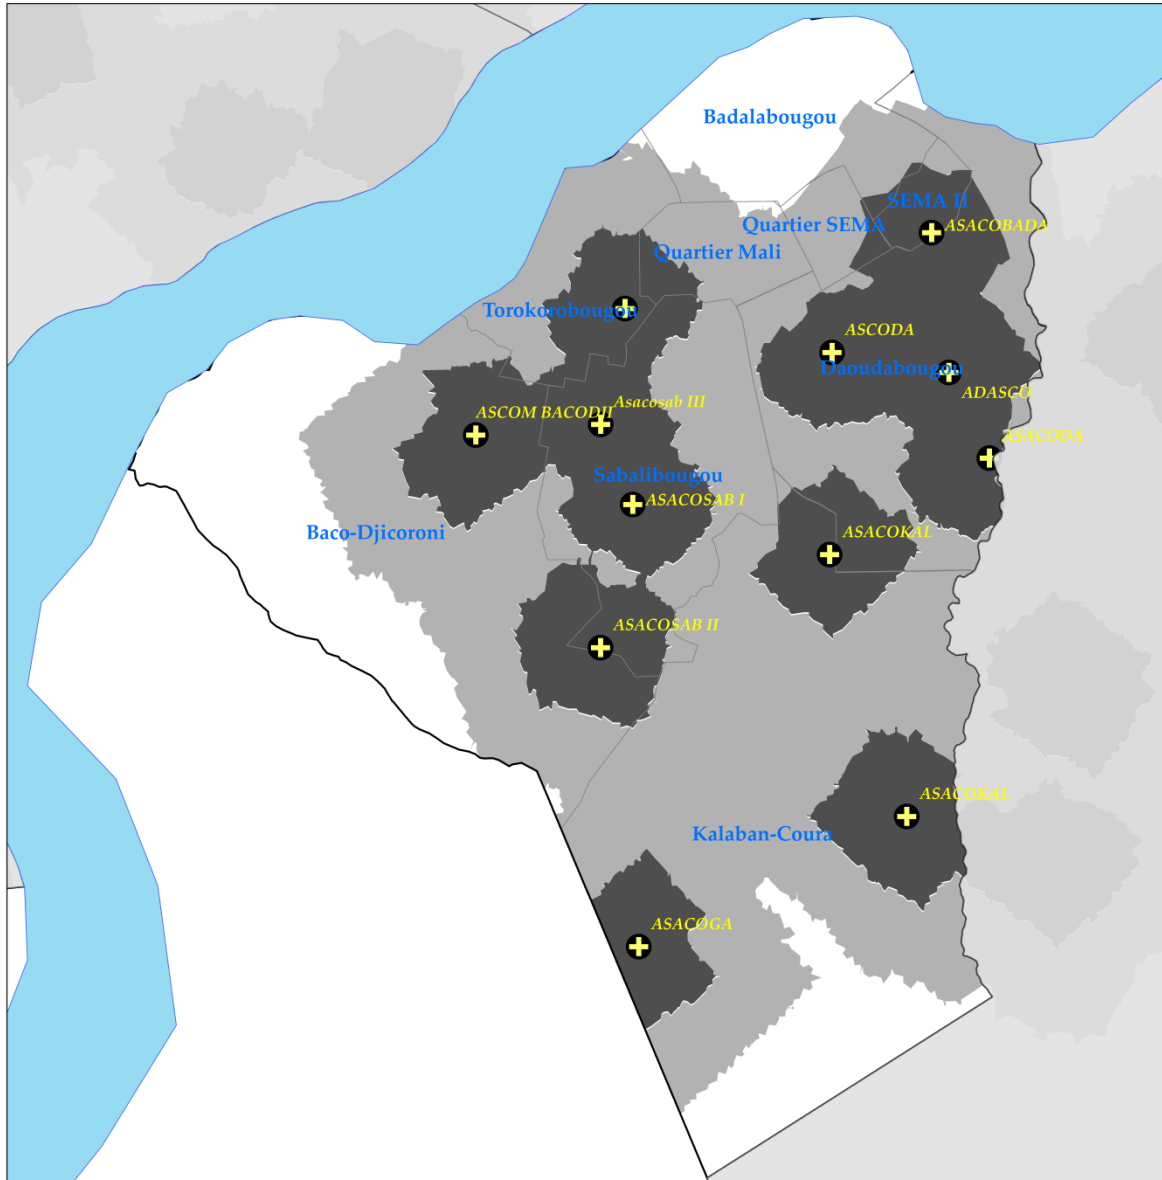 Badalabougou
SEMA II
Quartier SEMA
ASACOBADA
Quartier Mali
Torokorobougou
ASCODA
Daoudabougou
ADASCO
ASCOM BACODJI
Asacosab III
ASACODA
Sabalibougou
ASACOSAB I
Baco-Djicoroni
ASACOKAL
ASACOSAB II
ASACOKAL
Kalaban-Coura
ASACOGA